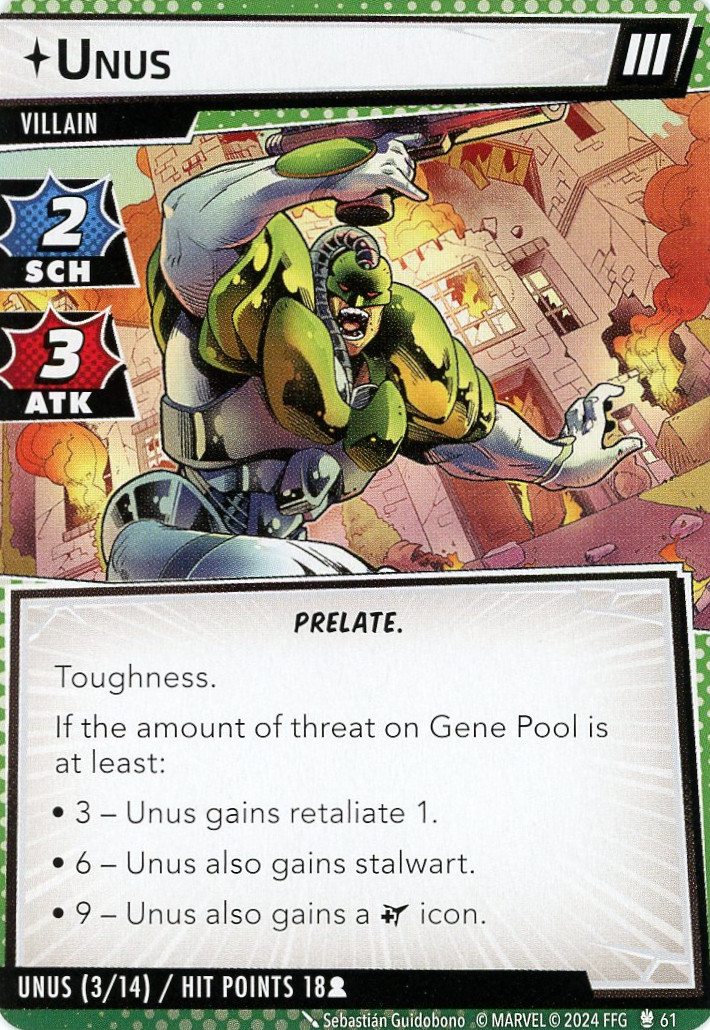 Unus
III
VILLAIN
2
SCH
3
ATK
PRELATE.
Toughness.
If the amount of threat on Gene Pool is
at least:
• 3 – Unus gains retaliate 1.
• 6 – Unus also gains stalwart.
• 9 – Unus also gains a icon.
UNUS (3/14) / HIT POINTS 18
Sebastián Guidobono © MARVEL © 2024 FFG 61